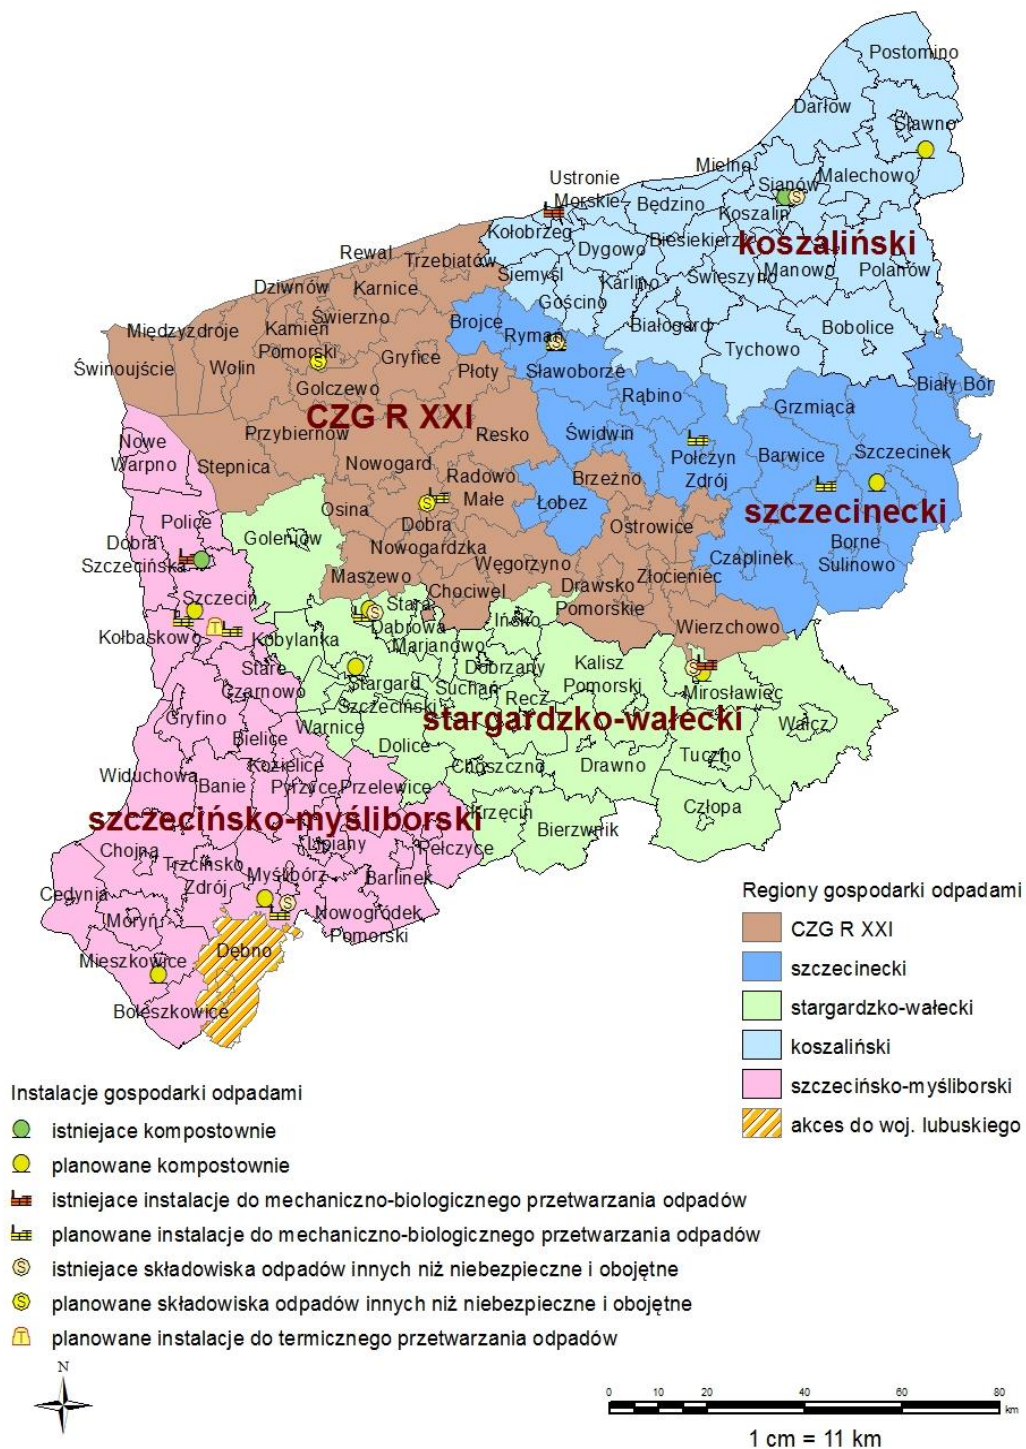 Postomino
Darłow
Sławno
Mielno
Malechowo
Ustronie
Morskie
Sianów
Będzino
Koszalin
Kołobrzeg
Biesiekierz
koszaliński
Dygowo
Rewal
Trzebiatów
Siemyśl
Karlino
Świeszyno
Manowo
Polanów
Dziwnów
Karnice
Gościno
Świerzno
Brojce
Rymań
Białogard
Bobolice
Międzyzdroje
Kamień
Pomorski
Gryfice
Tychowo
Świnoujście
Wolin
Płoty
Sławoborze
Golczewo
Rąbino
Biały Bór
CZG R XXI
Grzmiąca
Nowe
Warpno
Przybiernów
Resko
Świdwin
Barwice
Szczecinek
Stepnica
Nowogard
Połczyn
Zdrój
Radowo
Małe
Brzeżno
Łobez
szczecinecki
Osina
Police
Dobra
Nowogardzka
Ostrowice
Goleniów
Borne
Sulinowo
Dobra
Szczecińska
Czaplinek
Węgorzyno
Maszewo
Chociwel
Drawsko
Pomorskie
Złocieniec
Szczecin
Stara
Dąbrowa
Ińsko
Wierzchowo
Kołbaskowo
Kobylanka
Marianowo
Stare
Czarnowo
Dobrzany
Kalisz
Pomorski
Stargard
Szczeciński
Suchań
Recz
Mirosławiec
Gryfino
Warnice
stargardzko-wałecki
Wałcz
Bielice
Dolice
Kozielice
Choszczno
Drawno
Tuczno
Widuchowa
Banie
Pyrzyce
Przelewice
szczecińsko-myśliborski
Krzęcin
Człopa
Bierzwnik
Chojna
Lipiany
Pełczyce
Trzcińsko
Zdrój
Myślibórz
Barlinek
Cedynia
Moryń
Nowogródek
Pomorski
Dębno
Mieszkowice
Boleszkowice
Regiony gospodarki odpadami
CZG R XXI
szczecinecki
stargardzko-wałecki
koszaliński
szczecińsko-myśliborski
akces do woj. lubuskiego
Instalacje gospodarki odpadami
istniejace kompostownie
planowane kompostownie
istniejace instalacje do mechaniczno-biologicznego przetwarzania odpadów
planowane instalacje do mechaniczno-biologicznego przetwarzania odpadów
S istniejace składowiska odpadów innych niż niebezpieczne i obojętne
S planowane składowiska odpadów innych niż niebezpieczne i obojętne
T planowane instalacje do termicznego przetwarzania odpadów
N
0 10 20 40 60 80
km
1 cm = 11 km